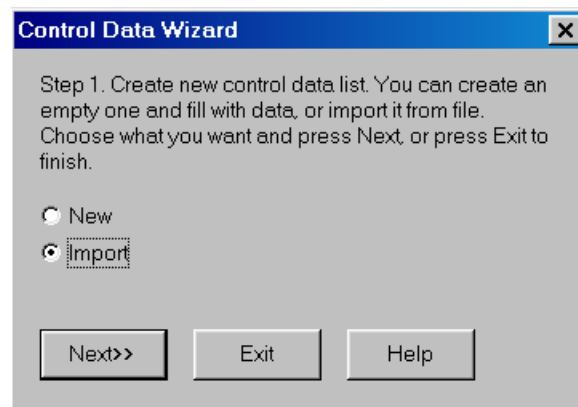 Control Data Wizard
Step 1. Create new control data list. You can create an
empty one and fill with data, or import it from file.
Choose what you want and press Next, or press Exit to
finish.
New
Import
Next>>
Exit
Help